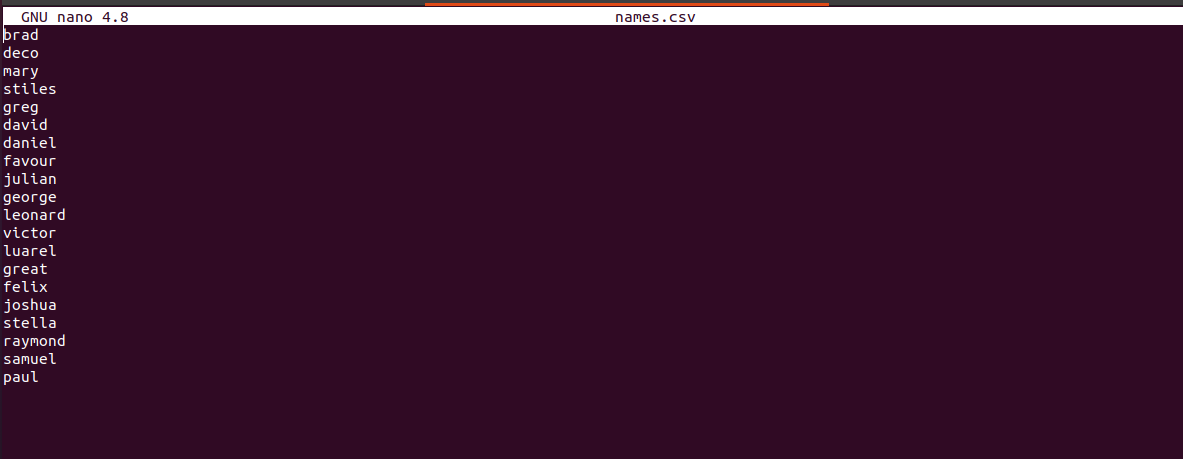 GNU nano 4.8 names.csv
brad
deco
mary
stiles
greg
david
daniel
favour
julian
george
leonard
victor
luarel
great
felix
joshua
stella
raymond
samuel
paul